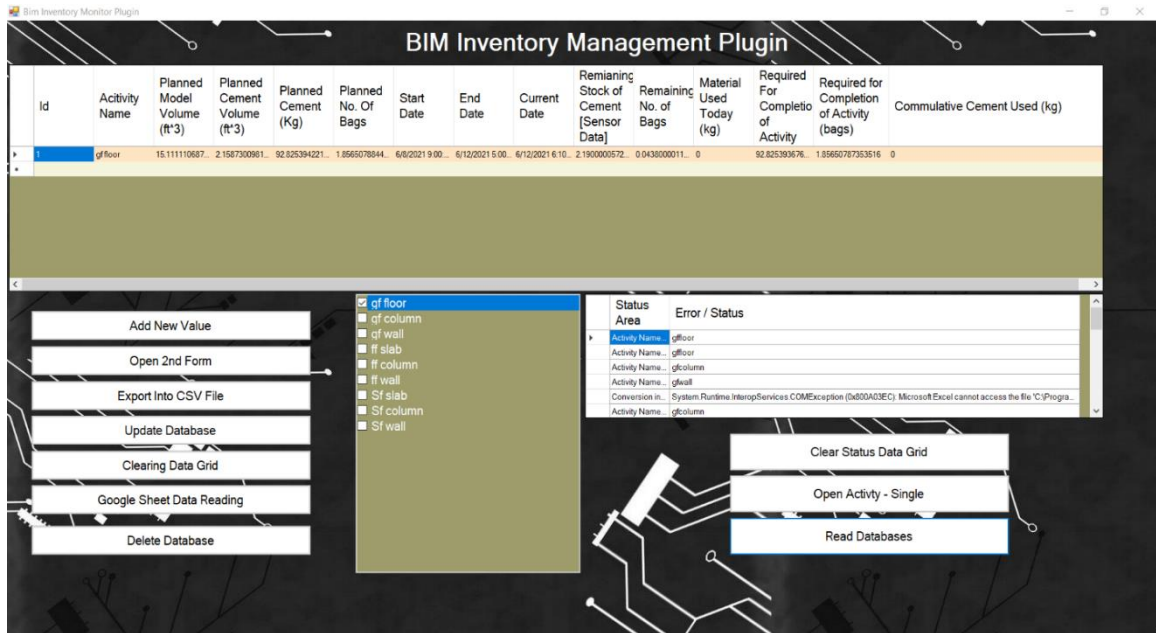 Bim Inventory Monitor Plugin
BIM Inventory Management Plugin
Id
Acitivity
Name
Planned
Model
Volume
(ft^3)
Planned
Cement
Volume
(ft^3)
Planned
Cement
(Kg)
Planned
No. Of
Bags
Start
Date
End
Date
Current
Date
Remianing
Stock of
Cement
[Sensor
Data]
Remaining
No. of
Bags
Material
Used
Today
(kg)
Required
For
Completio
of
Activity
Required for
Completion
of Activity
(bags)
Commulative Cement Used (kg)
1 gffloor 15.111110687... 2.1587300981... 92.825394221... 1.8565078844... 6/8/2021 9:00... 6/12/2021 5:00... 6/12/2021 6:10... 2.1900000572... 0.0438000011... 0 92.825393676... 1.85650787353516 0
Add New Value
Open 2nd Form
Export Into CSV File
Update Database
Clearing Data Grid
Google Sheet Data Reading
Delete Database
gf floor
gf column
gf wall
ff slab
ff column
ff wall
Sf slab
Sf column
Sf wall
Status
Area
Error / Status
Activity Name... gffloor
Activity Name... gffloor
Activity Name... gfcolumn
Activity Name... gfwall
Conversion in... System.Runtime.InteropServices.COMException (0x800A03EC): Microsoft Excel cannot access the file 'C:\Progra...
Activity Name... gfcolumn
Clear Status Data Grid
Open Activty - Single
Read Databases